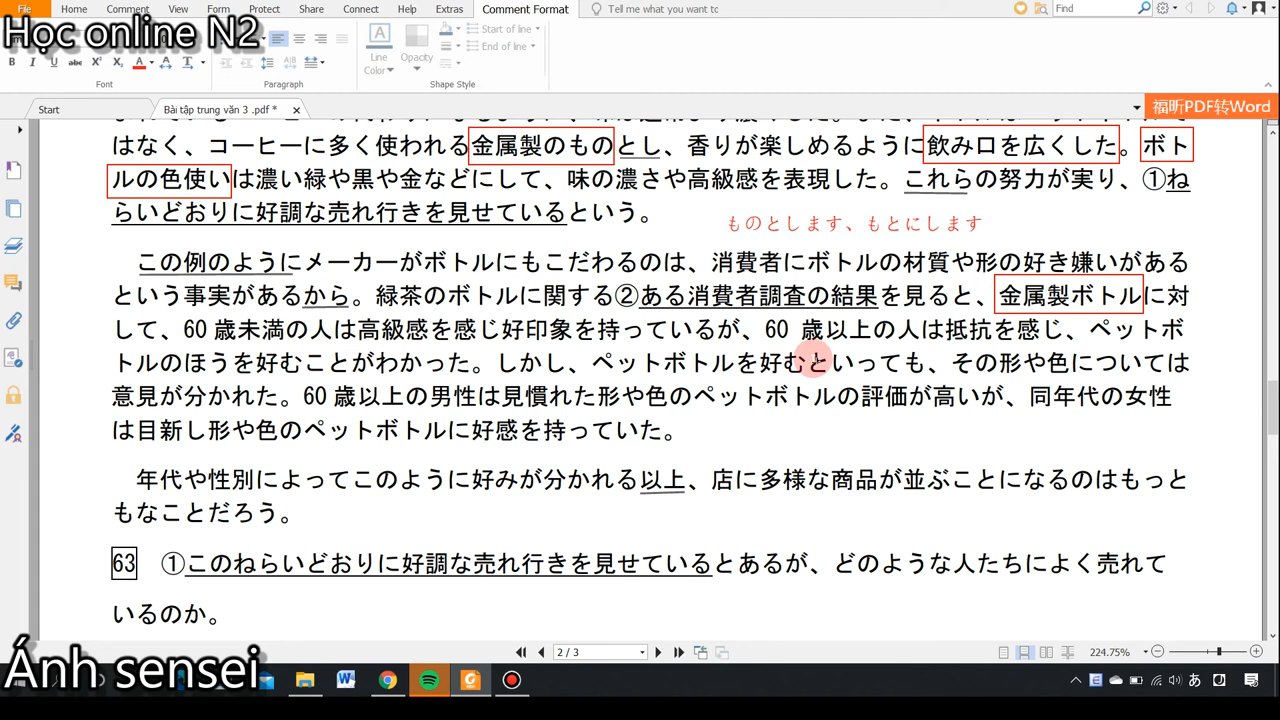 File Home Comment View Form Protect Share Connect Help Extras Comment Format Tell me what you want tc Find
Học online N2
Line Color Opacity Start of line End of line
Font Paragraph Shape Style
Start Bài tập trung văn 3 .pdf * 福昕PDF转Word
はなく、コーヒーに多く使われる金属製のものとし、香りが楽しめるように飲み口を広くした。ボト
ルの色使いは濃い緑や黒や金などにして、味の濃さや高級感を表現した。これらの努力が実り、①ね
らいどおりに好調な売れ行きを見せているという。
ものとします、もとにします
この例のようにメーカーがボトルにもこだわるのは、消費者にボトルの材質や形の好き嫌いがある
という事実があるから。緑茶のボトルに関する②ある消費者調査の結果を見ると、金属製ボトルに対
して、60歳未満の人は高級感を感じ好印象を持っているが、60 歳以上の人は抵抗を感じ、ペットボ
トルのほうを好むことがわかった。しかし、ペットボトルを好むといっても、その形や色については
意見が分かれた。60歳以上の男性は見慣れた形や色のペットボトルの評価が高いが、同年代の女性
は目新し形や色のペットボトルに好感を持っていた。
年代や性別によってこのように好みが分かれる以上、店に多様な商品が並ぶことになるのはもっと
もなことだろう。
63 ①このねらいどおりに好調な売れ行きを見せているとあるが、どのような人たちによく売れて
いるのか。
2 / 3 224.75%
Ánh sensei